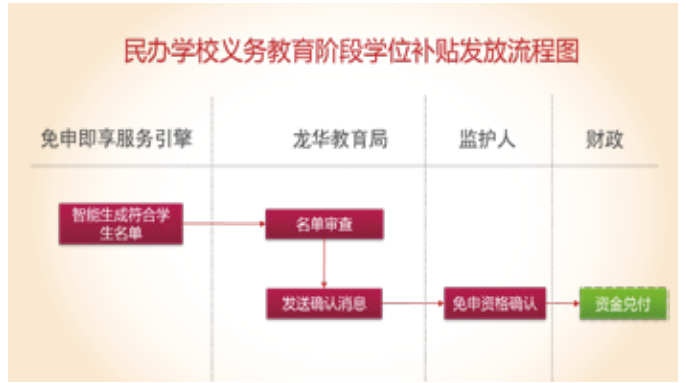 民办学校义务教育阶段学位补贴发放流程图
免申即享服务引擎 龙华教育局 监护人 财政
智能生成符合学
生名单
名单审查
发送确认消息
免申资格确认
资金兑付